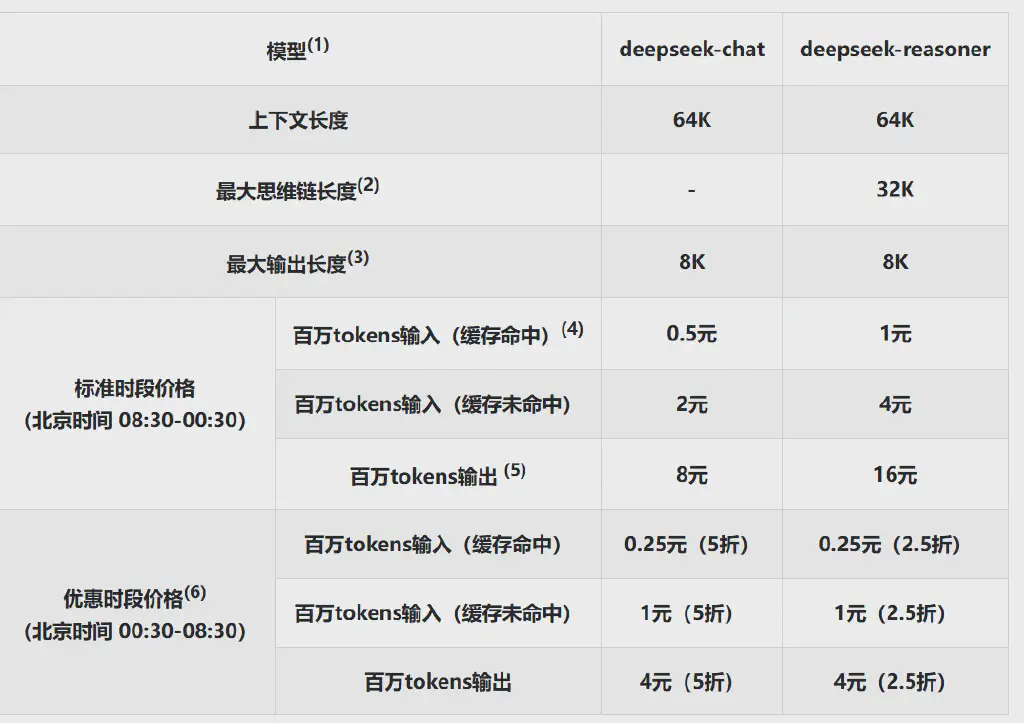 模型(1) deepseek-chat deepseek-reasoner
上下文长度 64K 64K
最大思维链长度(2) - 32K
最大输出长度(3) 8K 8K
标准时段价格
(北京时间 08:30-00:30)
百万tokens输入（缓存命中）(4) 0.5元 1元
百万tokens输入（缓存未命中） 2元 4元
百万tokens输出 (5) 8元 16元
优惠时段价格(6)
(北京时间 00:30-08:30)
百万tokens输入（缓存命中） 0.25元（5折） 0.25元（2.5折）
百万tokens输入（缓存未命中） 1元（5折） 1元（2.5折）
百万tokens输出 4元（5折） 4元（2.5折）